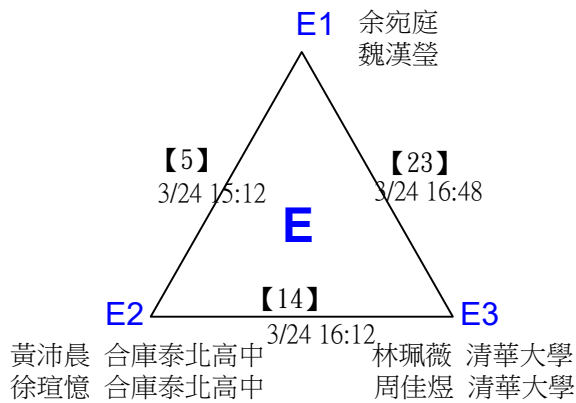 E1 余宛庭
魏漢瑩
【5】
3/24 15:12
【23】
3/24 16:48
E
【14】
3/24 16:12
E2
E3
黃沛晨 合庫泰北高中
徐瑄憶 合庫泰北高中
林珮薇 清華大學
周佳煜 清華大學